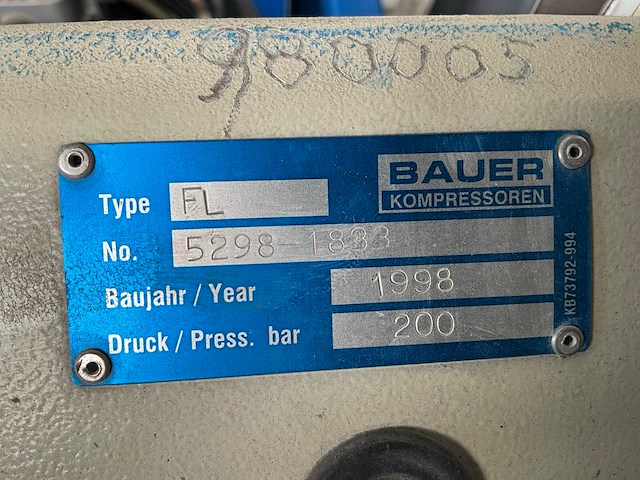 980005
BAUER
KOMPRESSOREN
Type FL
No. 5298-1833
Baujahr / Year 1998
Druck / Press. bar 200
KB73792-994